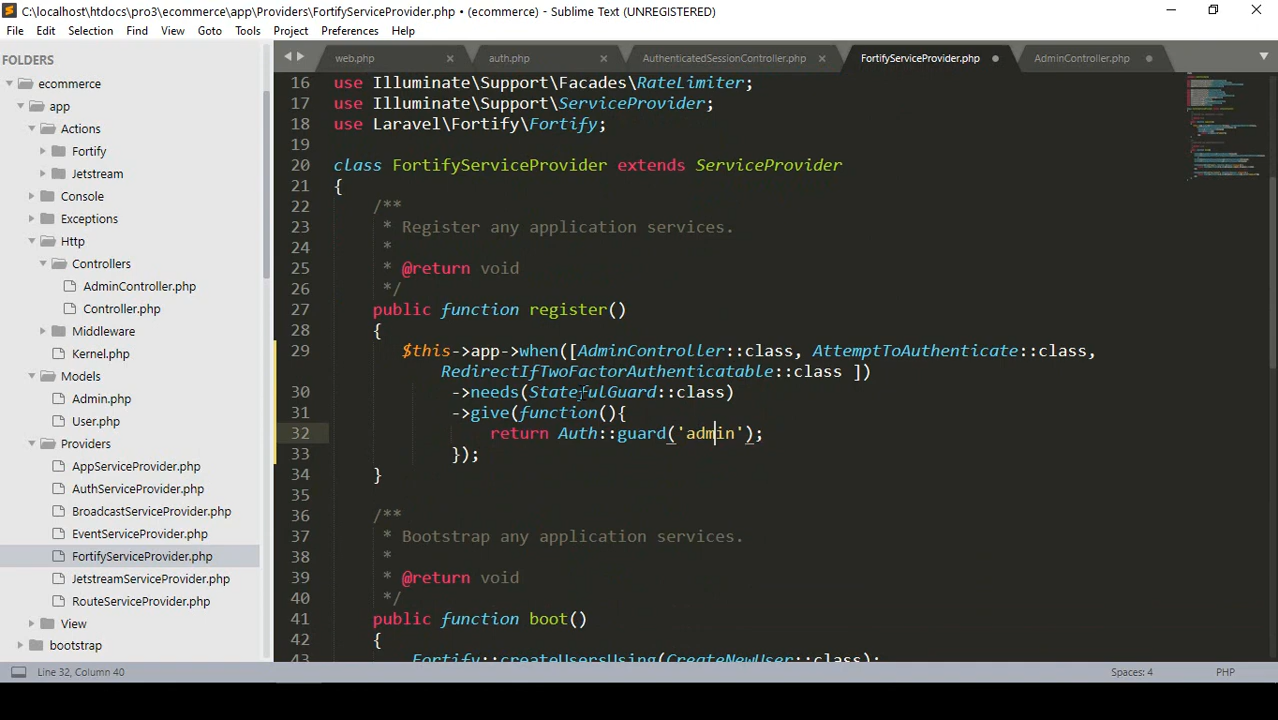 C:\localhost\htdocs\pro3\ecommerce\app\Providers\FortifyServiceProvider.php • (ecommerce) - Sublime Text (UNREGISTERED)
File Edit Selection Find View Goto Tools Project Preferences Help
FOLDERS
ecommerce
app
Actions
Fortify
Jetstream
Console
Exceptions
Http
Controllers
AdminController.php
Controller.php
Middleware
Kernel.php
Models
Admin.php
User.php
Providers
AppServiceProvider.php
AuthServiceProvider.php
BroadcastServiceProvider.php
EventServiceProvider.php
FortifyServiceProvider.php
JetstreamServiceProvider.php
RouteServiceProvider.php
View
bootstrap
web.php auth.php AuthenticatedSessionController.php FortifyServiceProvider.php AdminController.php
16 use Illuminate\Support\Facades\RateLimiter;
17 use Illuminate\Support\ServiceProvider;
18 use Laravel\Fortify\Fortify;
19
20 class FortifyServiceProvider extends ServiceProvider
21 {
22 /**
23 * Register any application services.
24 *
25 * @return void
26 */
27 public function register()
28 {
29 $this->app->when([AdminController::class, AttemptToAuthenticate::class,
RedirectIfTwoFactorAuthenticatable::class ])
30 ->needs(StatefulGuard::class)
31 ->give(function(){
32 return Auth::guard('admin');
33 });
34 }
35
36 /**
37 * Bootstrap any application services.
38 *
39 * @return void
40 */
41 public function boot()
42 {
43 Fortify::createUsersUsing(CreateNewUser::class);
Line 32, Column 40 Spaces: 4 PHP